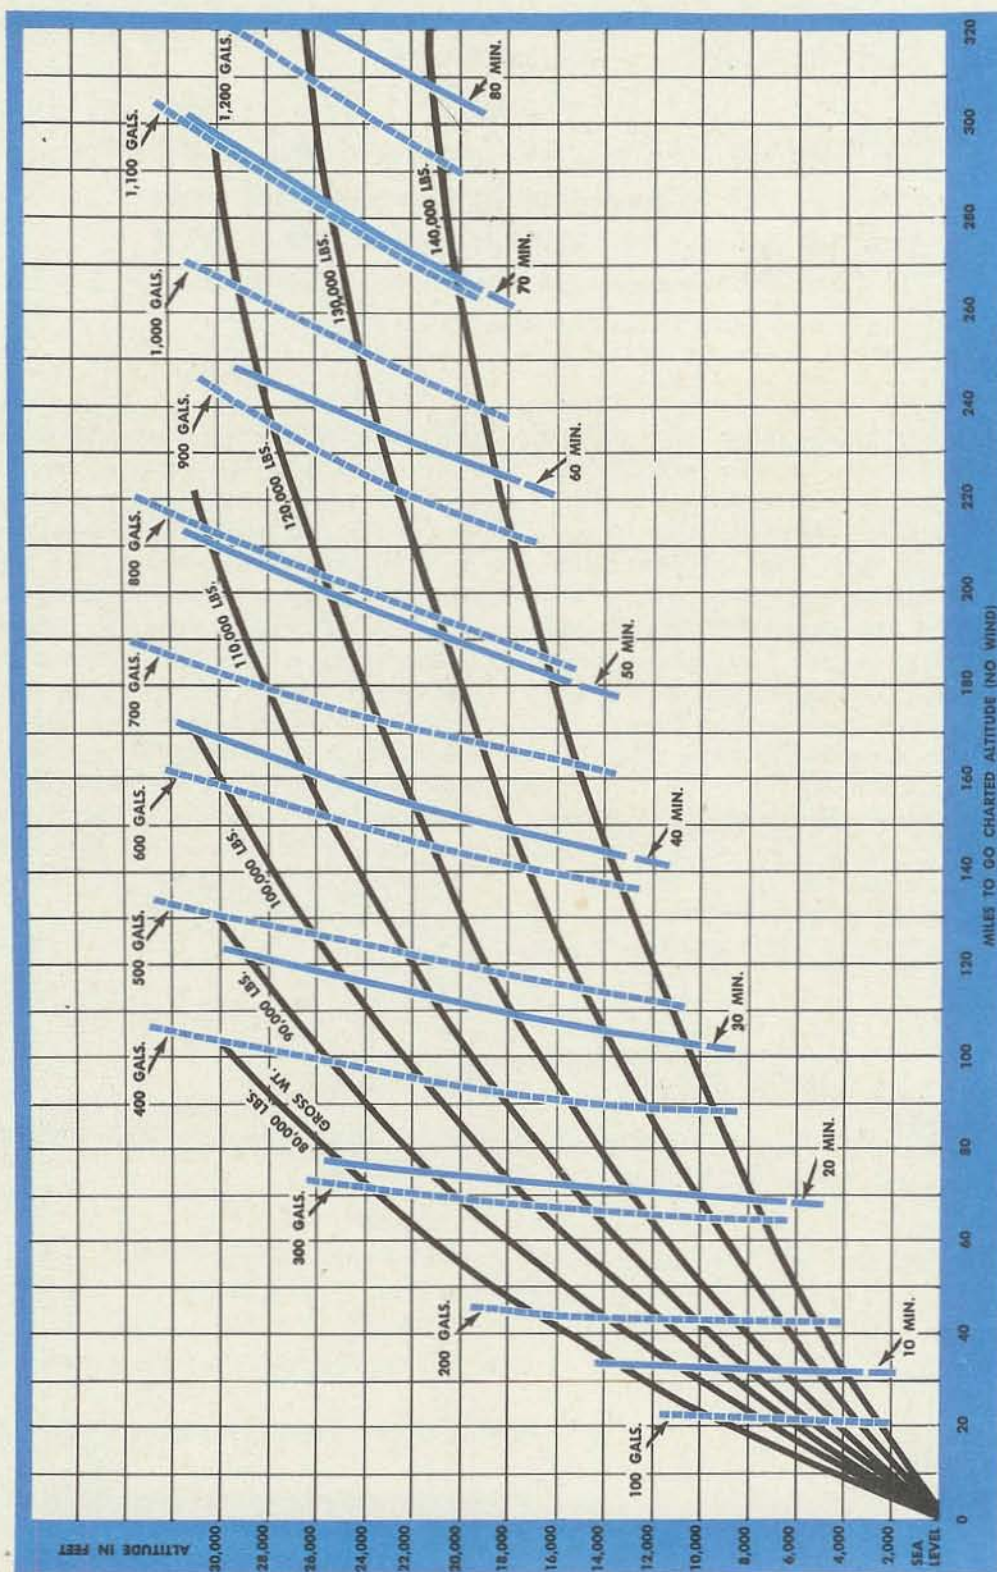 ALTITUDE IN FEET
30,000
28,000
26,000
24,000
22,000
20,000
18,000
16,000
14,000
12,000
10,000
8,000
6,000
4,000
2,000
SEA
LEVEL
0
20
40
60
80
100
120
140
160
180
200
220
240
260
280
300
320
MILES TO GO CHARTED ALTITUDE (NO WIND)
100 GALS.
200 GALS.
300 GALS.
400 GALS.
500 GALS.
600 GALS.
700 GALS.
800 GALS.
900 GALS.
1,000 GALS.
1,100 GALS.
1,200 GALS.
80,000 LBS.
GROSS WT.
90,000 LBS.
100,000 LBS.
110,000 LBS.
120,000 LBS.
130,000 LBS.
140,000 LBS.
10 MIN.
20 MIN.
30 MIN.
40 MIN.
50 MIN.
60 MIN.
70 MIN.
80 MIN.